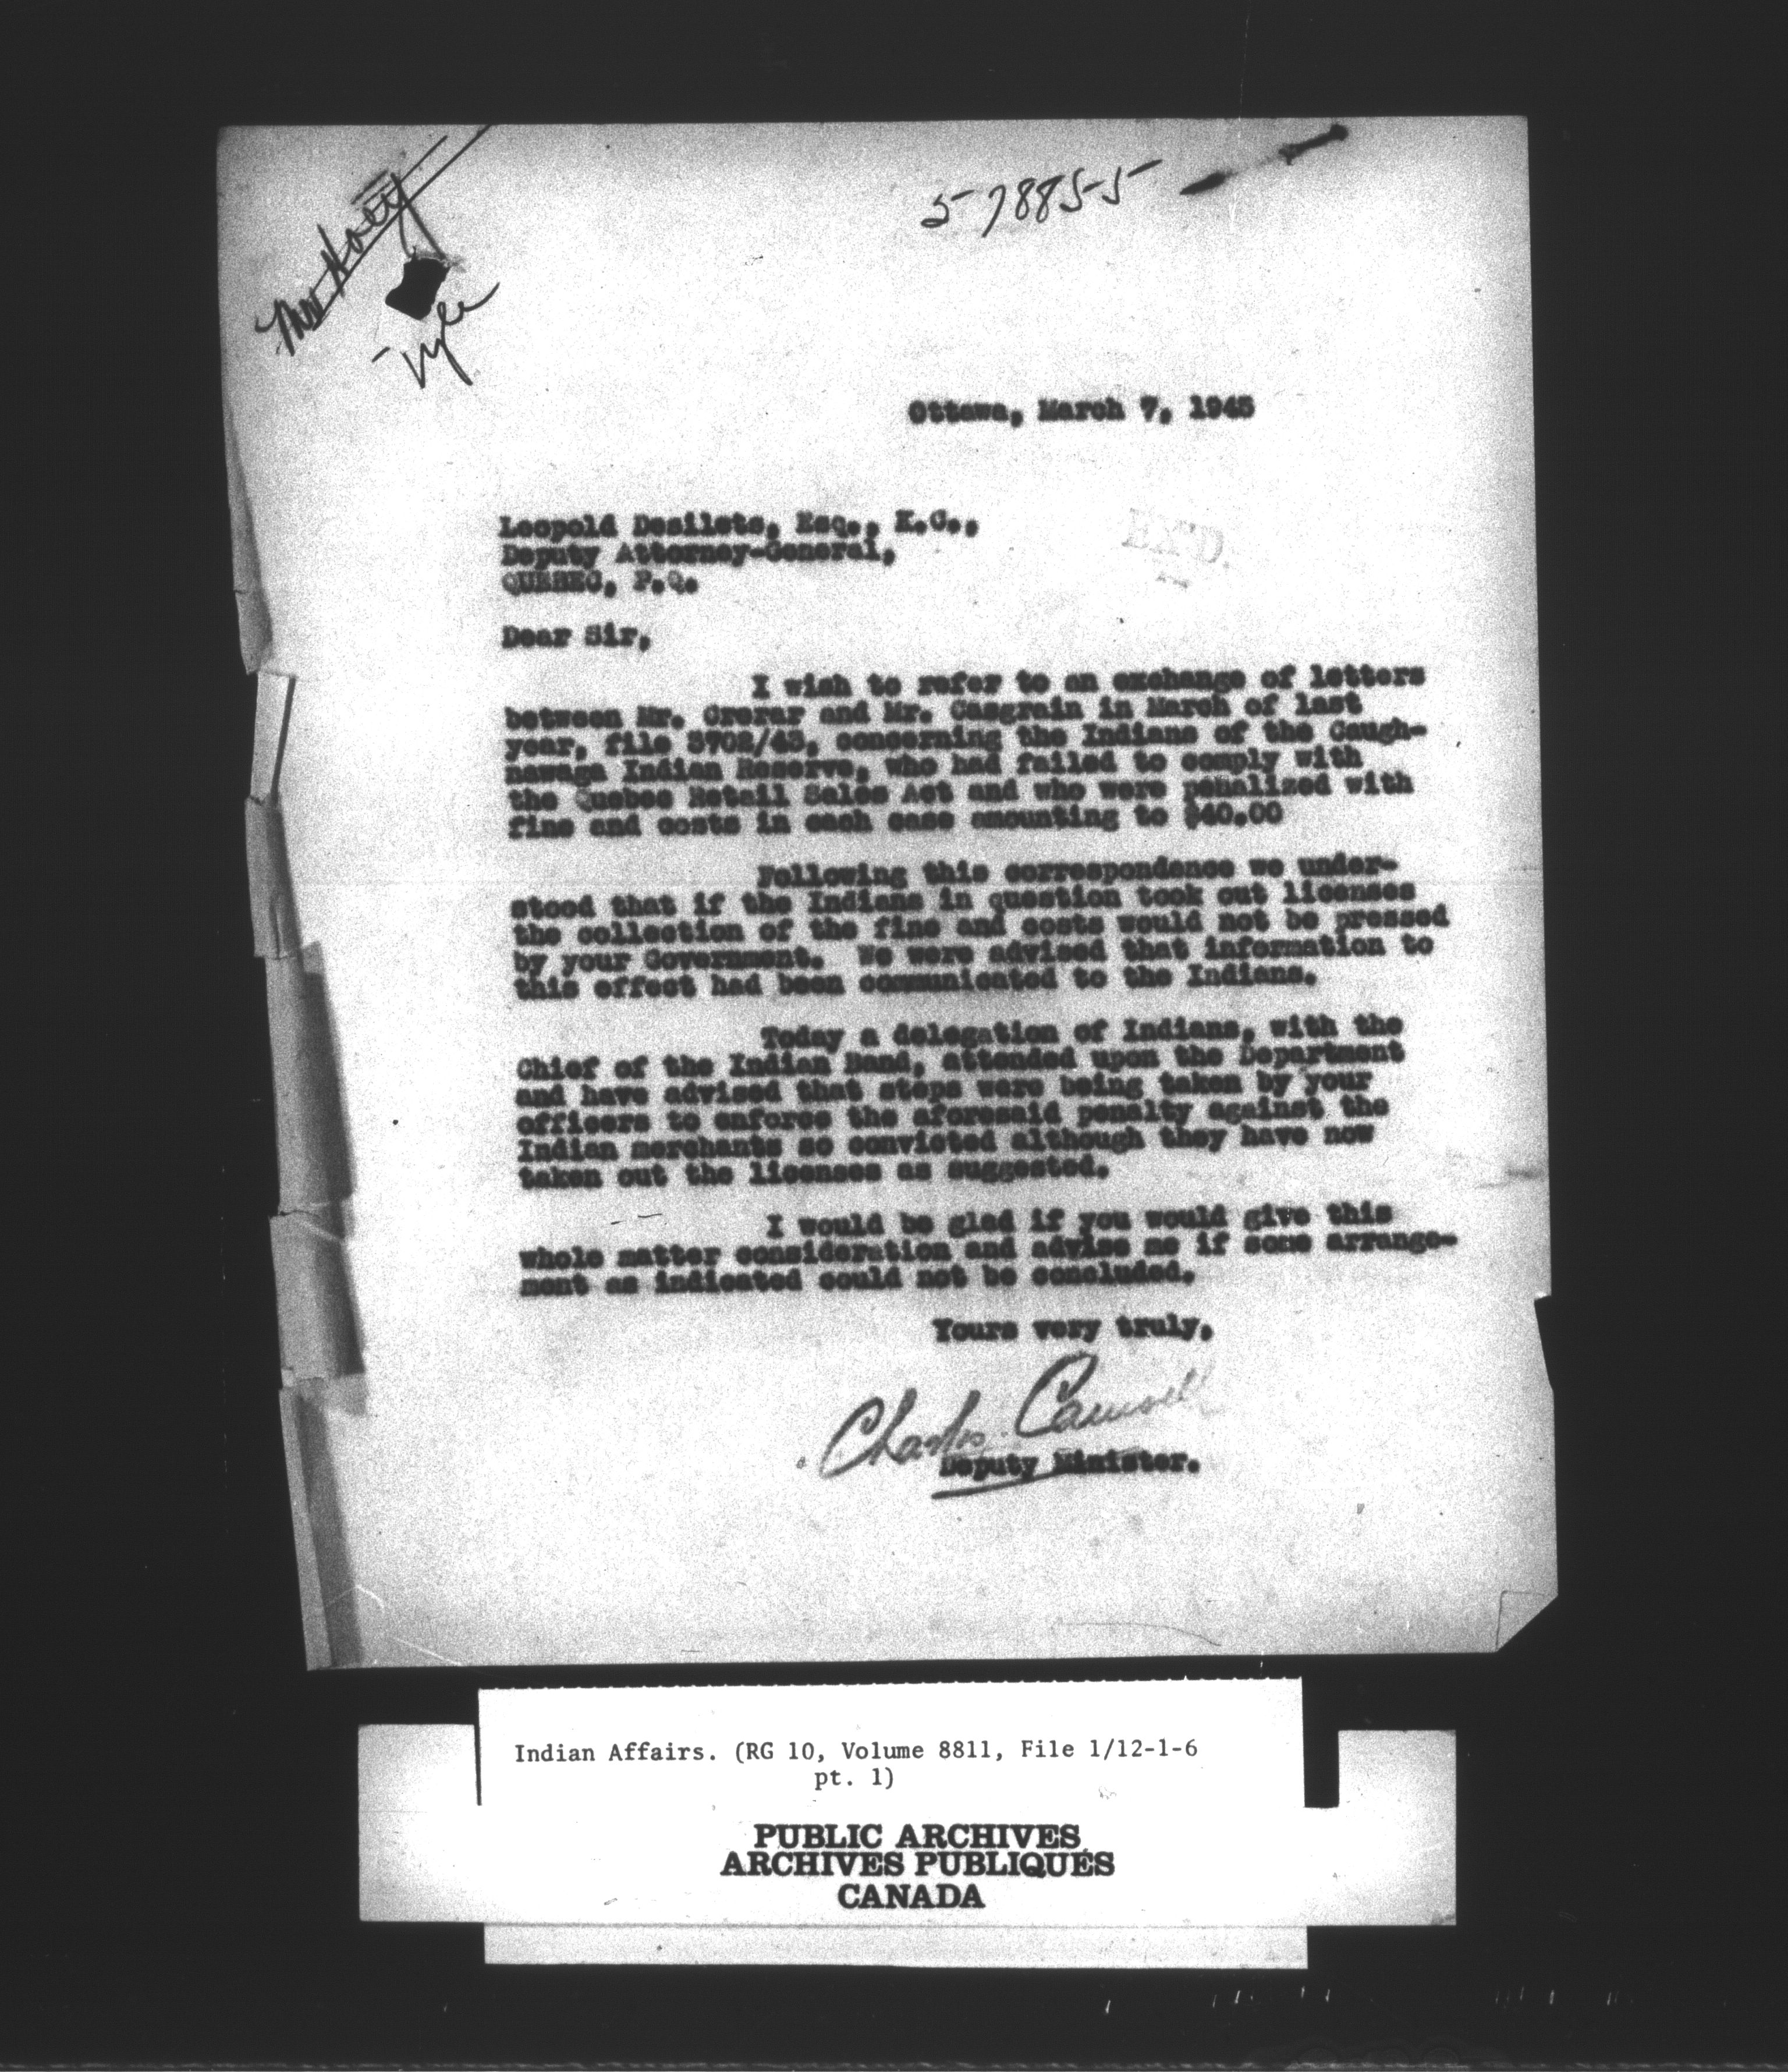 Mr Hoey
57885-5
Ottawa, March 7, 1945
Leopold Desilets, Esq., K.C.,
Deputy Attorney-General,
QUEBEC, P.Q.
EX'D.
Dear Sir,
I wish to refer to an exchange of letters
between Mr. Crerar and Mr. Casgrain in March of last
year, file 5702/43, concerning the Indians of the Caugh-
nawaga Indian Reserve, who had failed to comply with
the Quebec Retail Sales Act and who were penalized with
fine and costs in each case amounting to $40.00
Following this correspondence we under-
stood that if the Indians in question took out licenses
the collection of the fine and costs would not be pressed
by your Government. We were advised that information to
this effect had been communicated to the Indians.
Today a delegation of Indians, with the
Chief of the Indian Band, attended upon the Department
and have advised that steps were being taken by your
officers to enforce the aforesaid penalty against the
Indian merchants so convicted although they have now
taken out the licenses as suggested.
I would be glad if you would give this
whole matter consideration and advise me if some arrange-
ment as indicated could not be concluded.
Yours very truly,
Charles Camsell
Deputy Minister.
Indian Affairs. (RG 10, Volume 8811, File 1/12-1-6
pt. 1)
PUBLIC ARCHIVES
ARCHIVES PUBLIQUES
CANADA